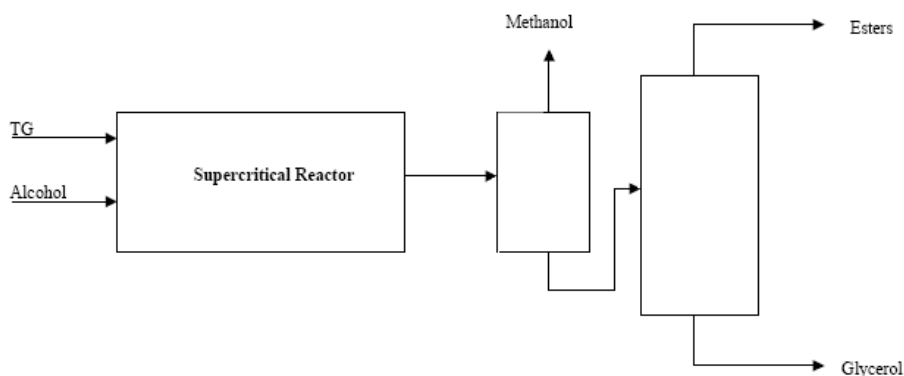 Methanol
Esters
TG
Supercritical Reactor
Alcohol
Glycerol